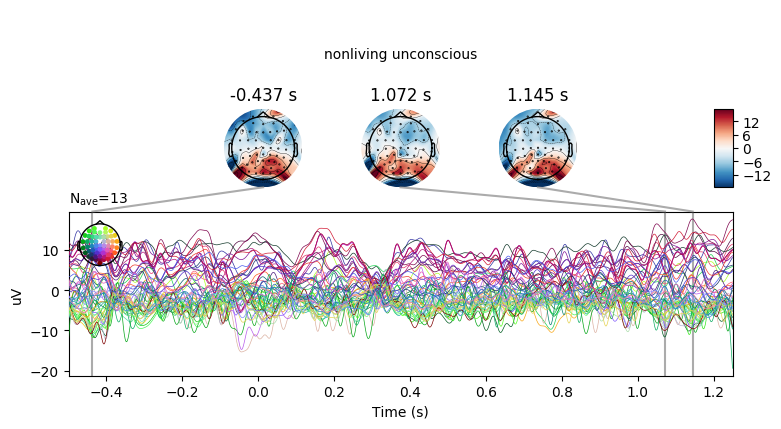 nonliving unconscious
-0.437 s 1.072 s 1.145 s
12
6
0
−6
−12
Nave=13
10
0
−10
−20
uV
−0.4 −0.2 0.0 0.2 0.4 0.6 0.8 1.0 1.2
Time (s)